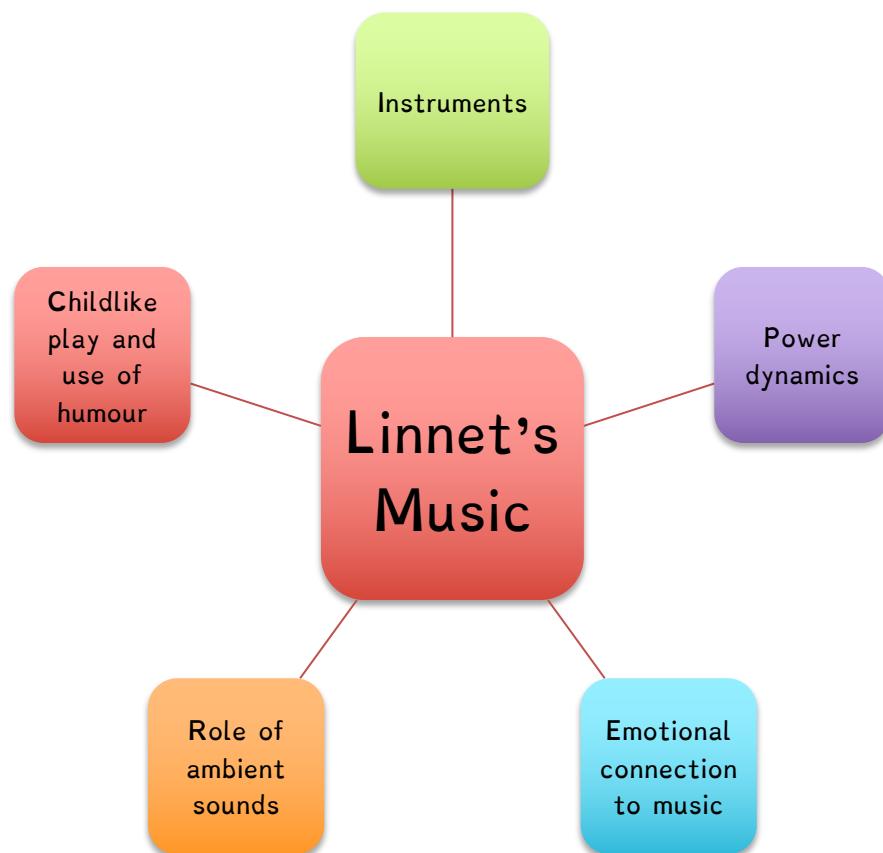 Instruments
Childlike
play and
use of
humour
Power
dynamics
Linnet's
Music
Role of
ambient
sounds
Emotional
connection
to music